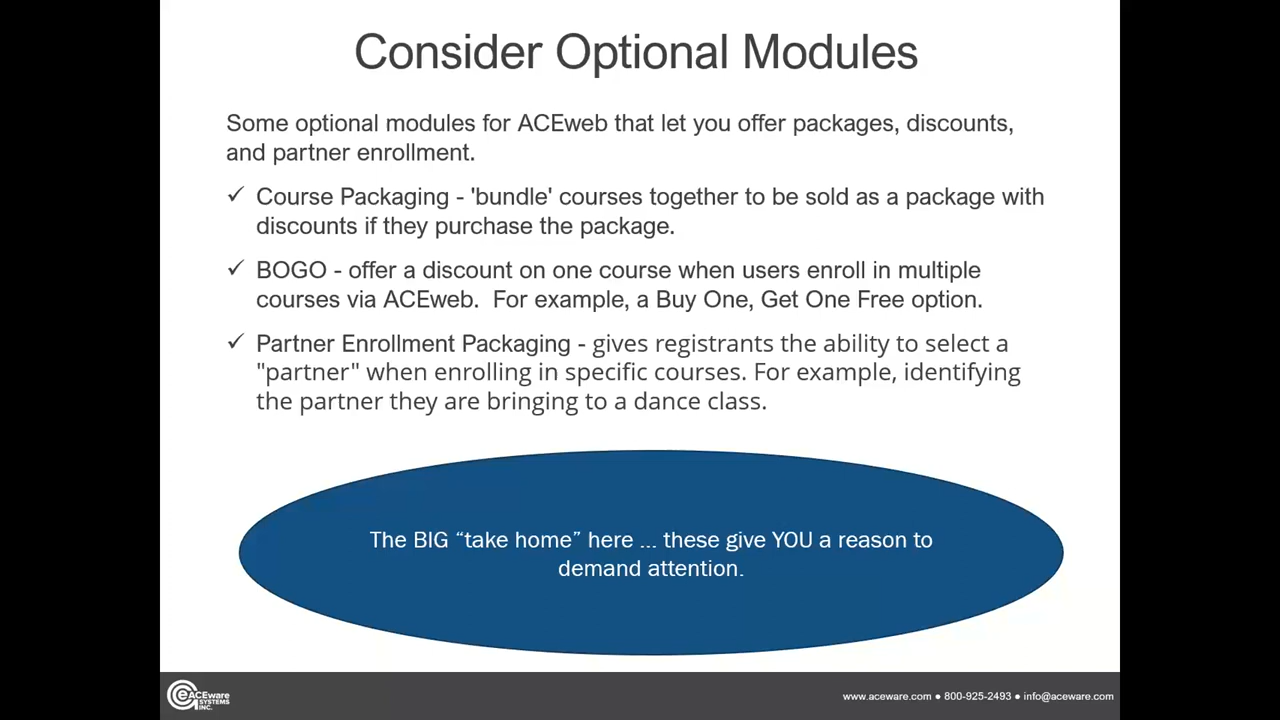 Consider Optional Modules
Some optional modules for ACEweb that let you offer packages, discounts,
and partner enrollment.
✓ Course Packaging - 'bundle' courses together to be sold as a package with
discounts if they purchase the package.
✓ BOGO - offer a discount on one course when users enroll in multiple
courses via ACEweb.  For example, a Buy One, Get One Free option.
✓ Partner Enrollment Packaging - gives registrants the ability to select a
"partner" when enrolling in specific courses. For example, identifying
the partner they are bringing to a dance class.
The BIG “take home” here ... these give YOU a reason to
demand attention.
ACEware
SYSTEMS
INC.
www.aceware.com ● 800-925-2493 ● info@aceware.com